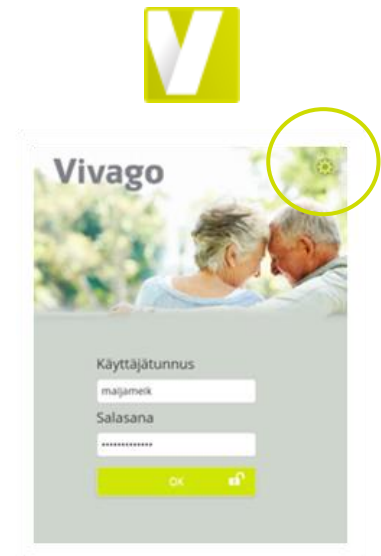 Vivago
Käyttäjätunnus
maijameik
Salasana
•••••••••••••
OK